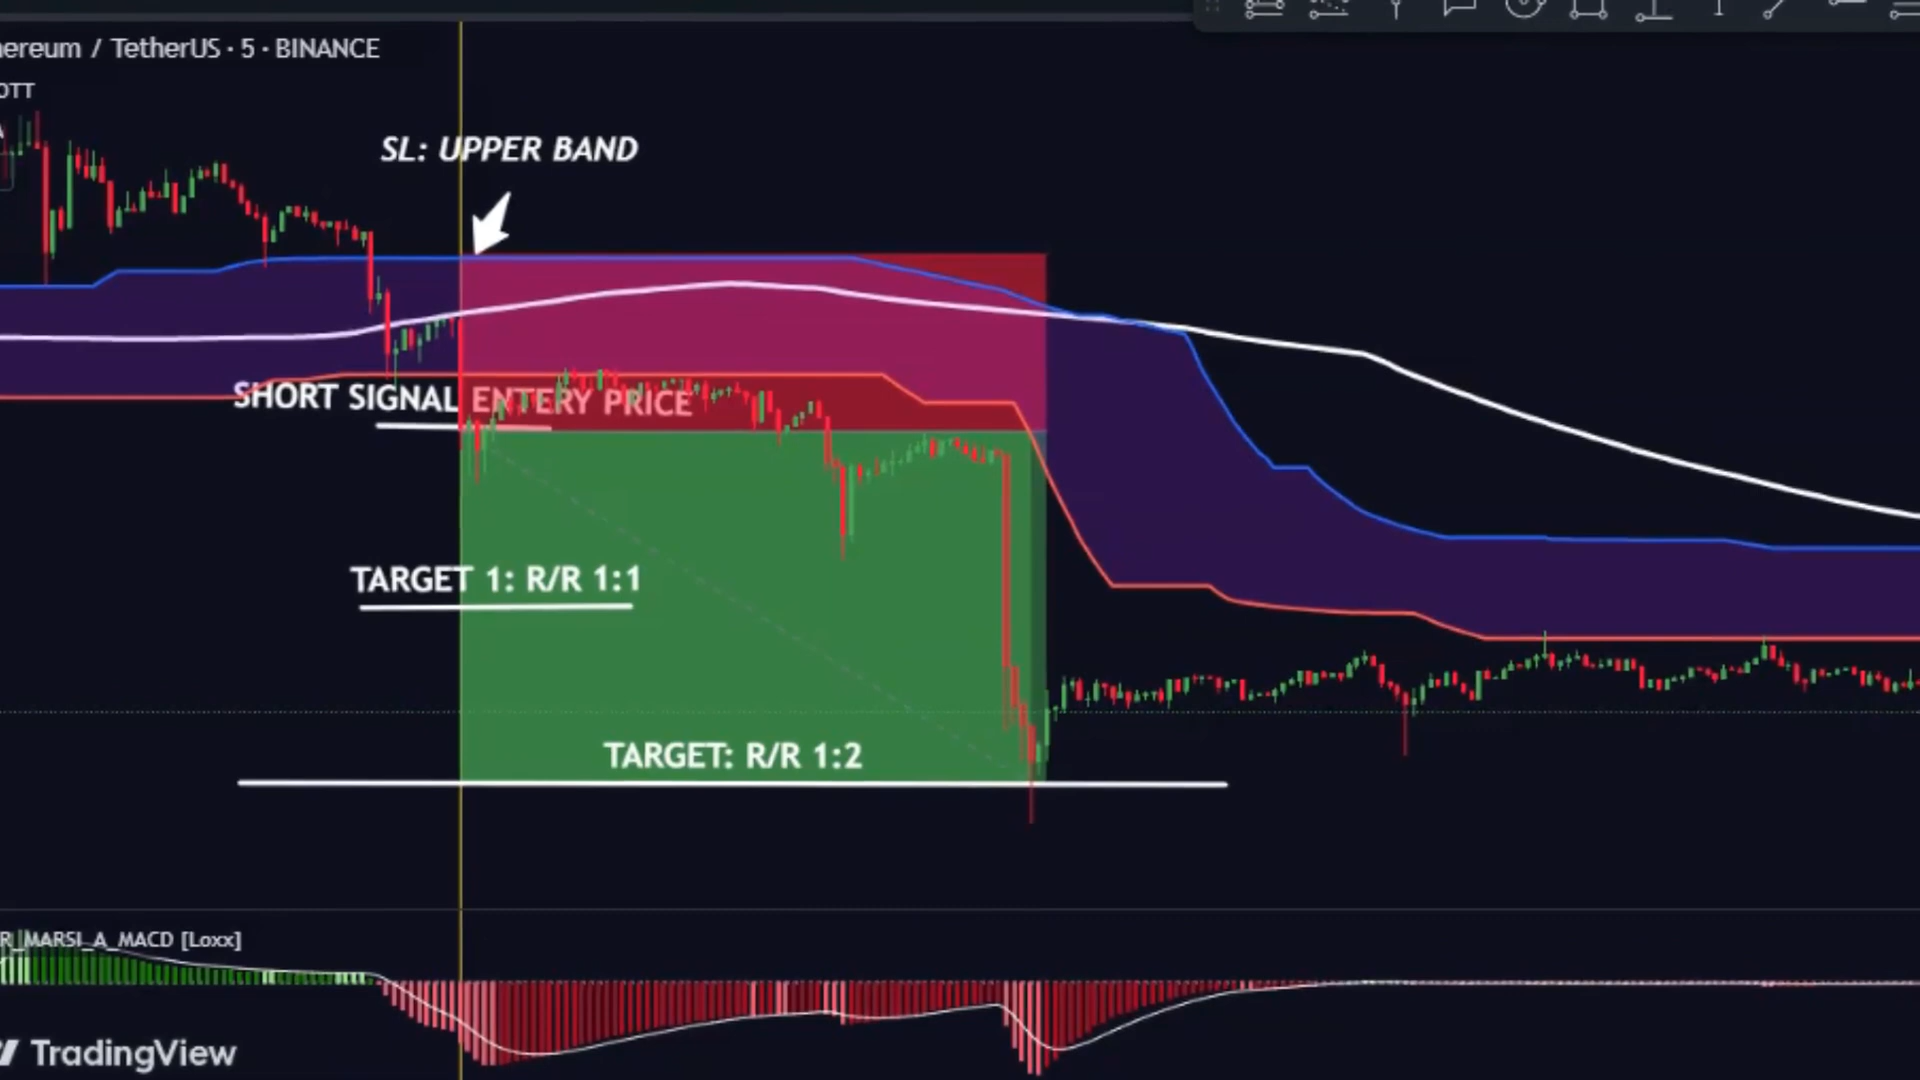 ereum / TetherUS · 5 · BINANCE
OTT
SL: UPPER BAND
SHORT SIGNAL ENTERY PRICE
TARGET 1: R/R 1:1
TARGET: R/R 1:2
R_MARSI_A_MACD [Loxx]
TradingView